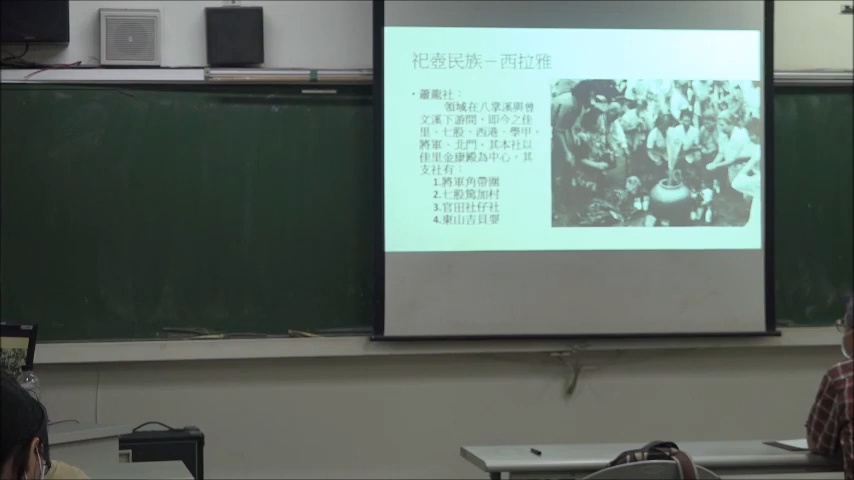 祀壺民族－西拉雅
• 蕭龍社：
領域在八掌溪與曾
文溪下游間，即今之佳
里、七股、西港、學甲、
將軍、北門，其本社以
佳里金唐殿為中心，其
支社有：
1.將軍角帶圍
2.七股篤加村
3.官田社仔社
4.東山吉貝耍